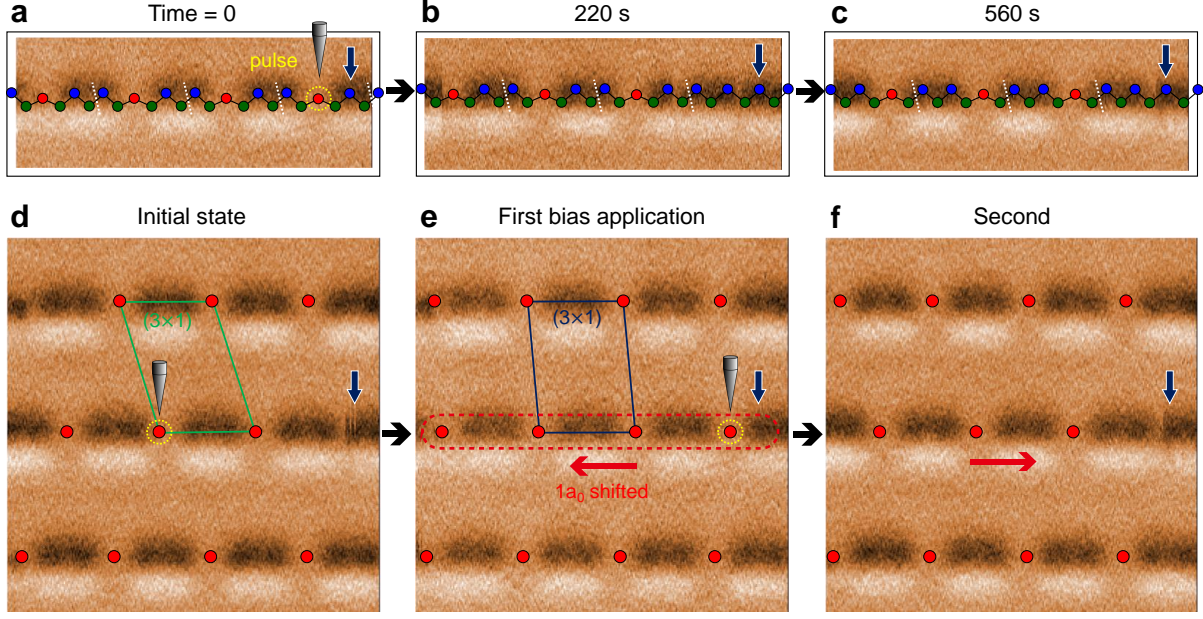 a
Time = 0
b
220 s
c
560 s
pulse
d
Initial state
e
First bias application
f
Second
(3×1)
(3×1)
1a₀ shifted